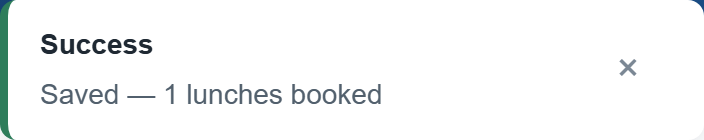 Success
Saved — 1 lunches booked